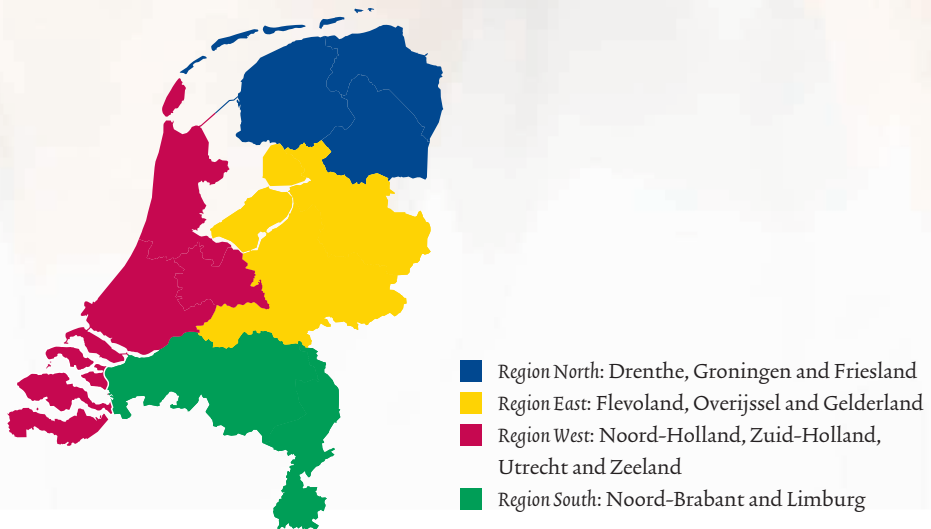 Region North: Drenthe, Groningen and Friesland
Region East: Flevoland, Overijssel and Gelderland
Region West: Noord-Holland, Zuid-Holland,
Utrecht and Zeeland
Region South: Noord-Brabant and Limburg